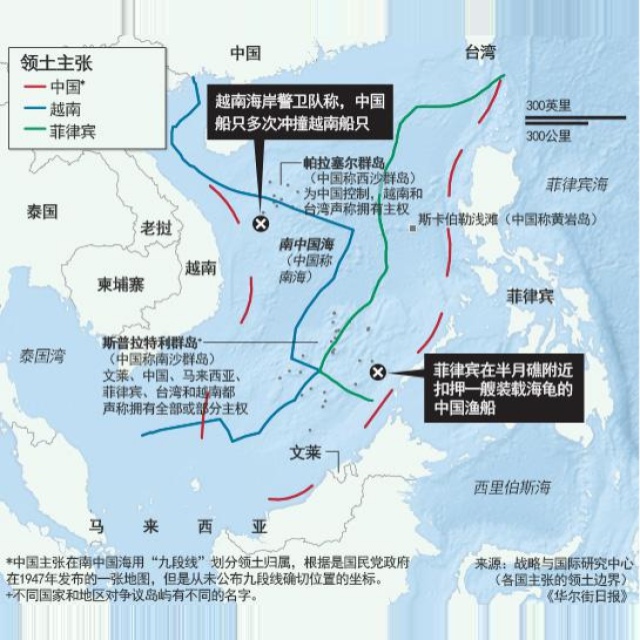 中国
台湾
领土主张
中国*
越南
菲律宾
越南海岸警卫队称，中国
船只多次冲撞越南船只
300英里
300公里
帕拉塞尔群岛
（中国称西沙群岛）
为中国控制，越南和
台湾声称拥有主权
菲律宾海
泰国
老挝
斯卡伯勒浅滩（中国称黄岩岛）
南中国海
（中国称
南海）
越南
柬埔寨
菲律宾
斯普拉特利群岛+
（中国称南沙群岛）
文莱、中国、马来西亚、
菲律宾、台湾和越南都
声称拥有全部或部分主权
泰国湾
菲律宾在半月礁附近
扣押一艘装载海龟的
中国渔船
文莱
西里伯斯海
马来西亚
*中国主张在南中国海用“九段线”划分领土归属，根据是国民党政府
在1947年发布的一张地图，但是从未公布九段线确切位置的坐标。
+不同国家和地区对争议岛屿有不同的名字。
来源：战略与国际研究中心
（各国主张的领土边界）
《华尔街日报》